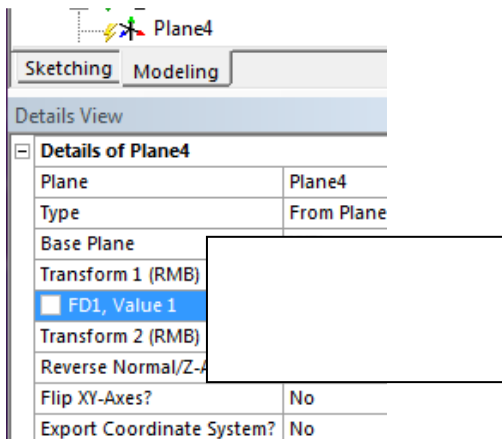 Plane4
Sketching Modeling
Details View
Details of Plane4
Plane Plane4
Type From Plane
Base Plane
Transform 1 (RMB)
FD1, Value 1
Transform 2 (RMB)
Reverse Normal/Z-
Flip XY-Axes? No
Export Coordinate System? No